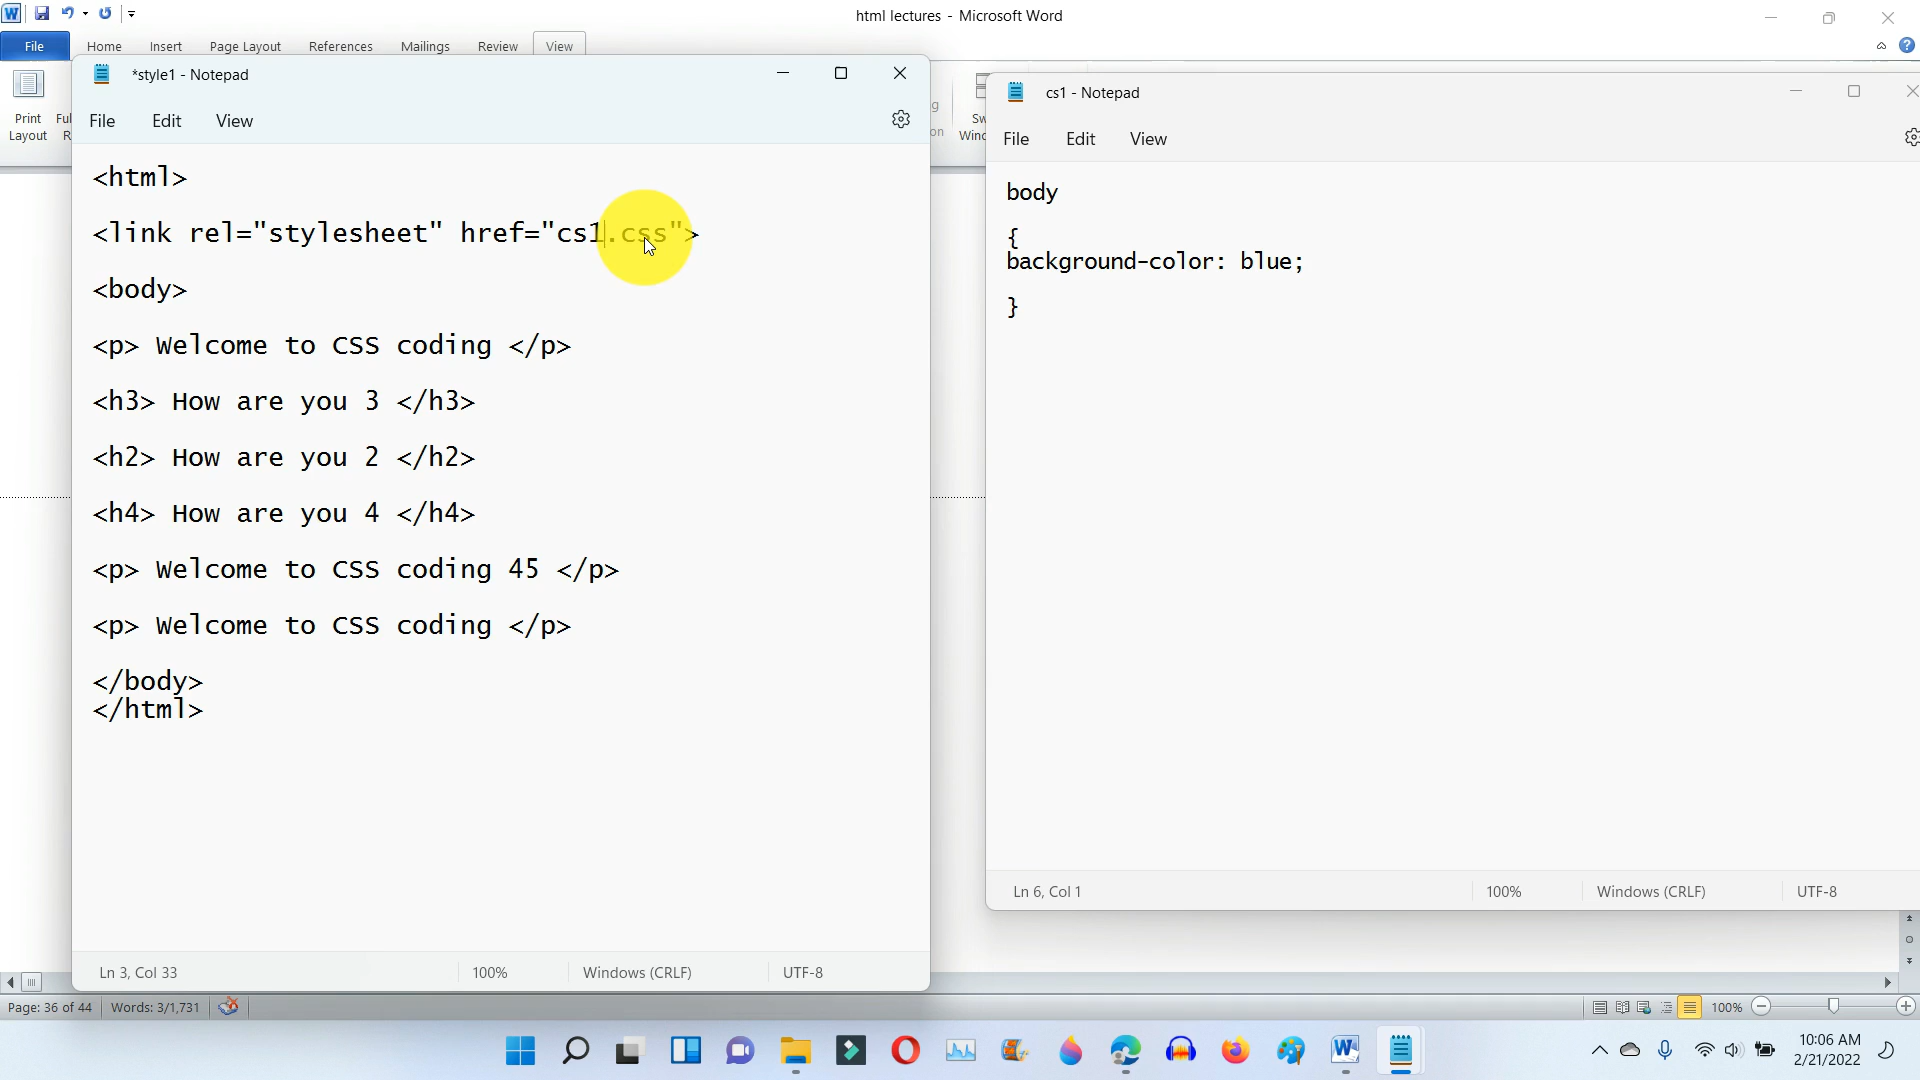 html lectures - Microsoft Word
File Home Insert Page Layout References Mailings Review View
Print
Layout
*style1 - Notepad
File Edit View
<html>
<link rel="stylesheet" href="cs1.css">
<body>
<p> Welcome to CSS coding </p>
<h3> How are you 3 </h3>
<h2> How are you 2 </h2>
<h4> How are you 4 </h4>
<p> Welcome to CSS coding 45 </p>
<p> Welcome to CSS coding </p>
</body>
</html>
Ln 3, Col 33 100% Windows (CRLF) UTF-8
cs1 - Notepad
File Edit View
body
{
background-color: blue;
}
Ln 6, Col 1 100% Windows (CRLF) UTF-8
Page: 36 of 44 Words: 3/1,731 100%
10:06 AM
2/21/2022